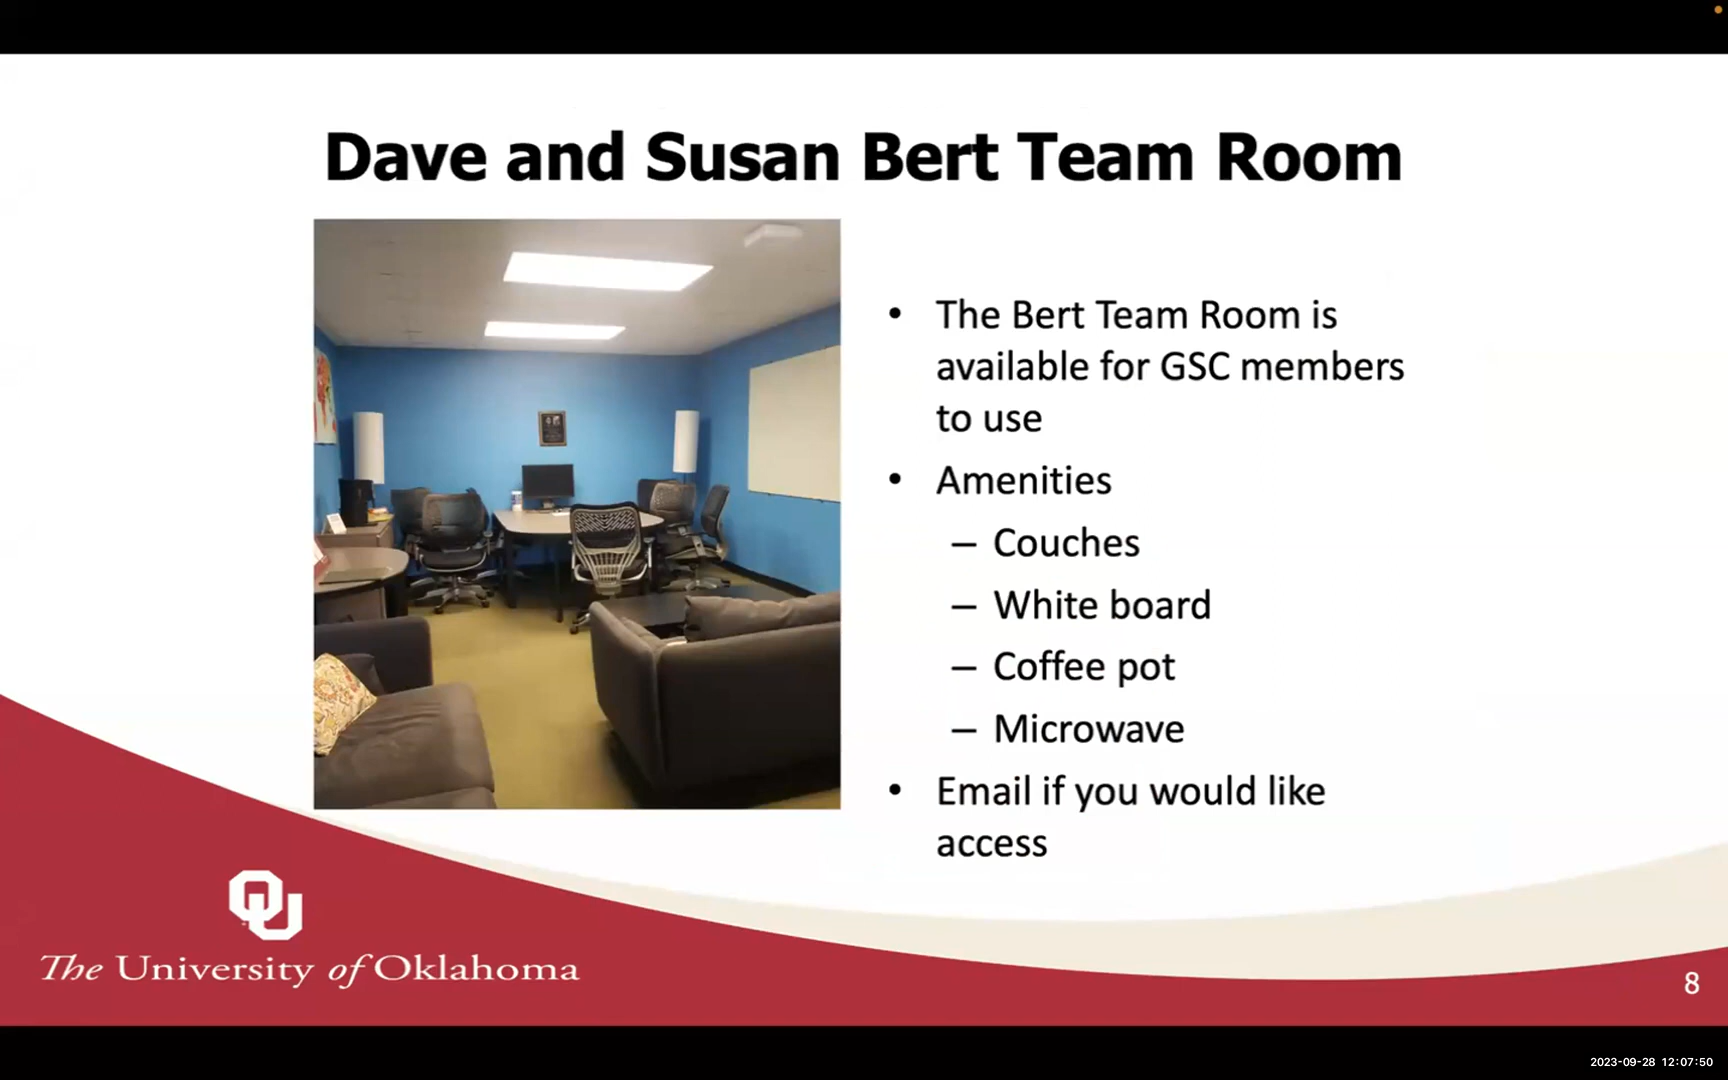 Dave and Susan Bert Team Room
• The Bert Team Room is
available for GSC members
to use
• Amenities
– Couches
– White board
– Coffee pot
– Microwave
• Email if you would like
access
OU
The University of Oklahoma
8
2023-09-28 12:07:50